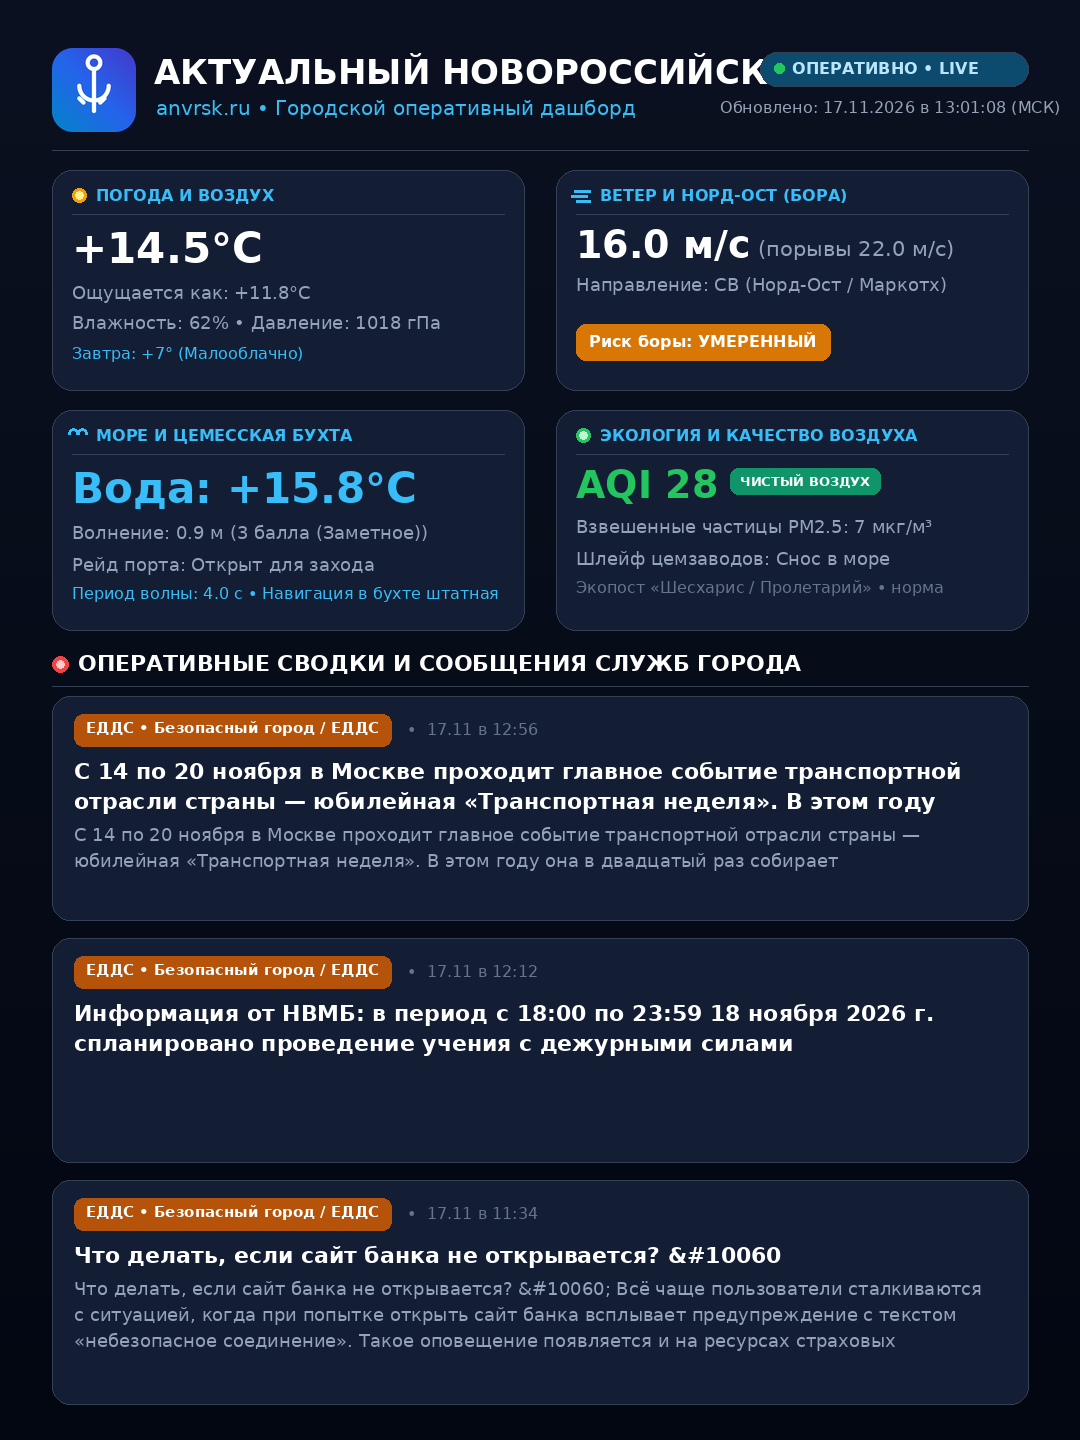 АКТУАЛЬНЫЙ НОВОРОССИЙСК
ОПЕРАТИВНО • LIVE
anvrsk.ru • Городской оперативный дашборд
Обновлено: 17.11.2026 в 13:01:08 (МСК)
ПОГОДА И ВОЗДУХ
+14.5°C
Ощущается как: +11.8°C
Влажность: 62% • Давление: 1018 гПа
Завтра: +7° (Малооблачно)
ВЕТЕР И НОРД-ОСТ (БОРА)
16.0 м/с (порывы 22.0 м/с)
Направление: СВ (Норд-Ост / Маркотх)
Риск боры: УМЕРЕННЫЙ
МОРЕ И ЦЕМЕССКАЯ БУХТА
Вода: +15.8°C
Волнение: 0.9 м (3 балла (Заметное))
Рейд порта: Открыт для захода
Период волны: 4.0 с • Навигация в бухте штатная
ЭКОЛОГИЯ И КАЧЕСТВО ВОЗДУХА
AQI 28 ЧИСТЫЙ ВОЗДУХ
Взвешенные частицы PM2.5: 7 мкг/м³
Шлейф цемзаводов: Снос в море
Экопост «Шесхарис / Пролетарий» • норма
ОПЕРАТИВНЫЕ СВОДКИ И СООБЩЕНИЯ СЛУЖБ ГОРОДА
ЕДДС • Безопасный город / ЕДДС • 17.11 в 12:56
С 14 по 20 ноября в Москве проходит главное событие транспортной
отрасли страны — юбилейная «Транспортная неделя». В этом году
С 14 по 20 ноября в Москве проходит главное событие транспортной отрасли страны —
юбилейная «Транспортная неделя». В этом году она в двадцатый раз собирает
ЕДДС • Безопасный город / ЕДДС • 17.11 в 12:12
Информация от НВМБ: в период с 18:00 по 23:59 18 ноября 2026 г.
спланировано проведение учения с дежурными силами
ЕДДС • Безопасный город / ЕДДС • 17.11 в 11:34
Что делать, если сайт банка не открывается? &#10060
Что делать, если сайт банка не открывается? &#10060; Всё чаще пользователи сталкиваются
с ситуацией, когда при попытке открыть сайт банка всплывает предупреждение с текстом
«небезопасное соединение». Такое оповещение появляется и на ресурсах страховых